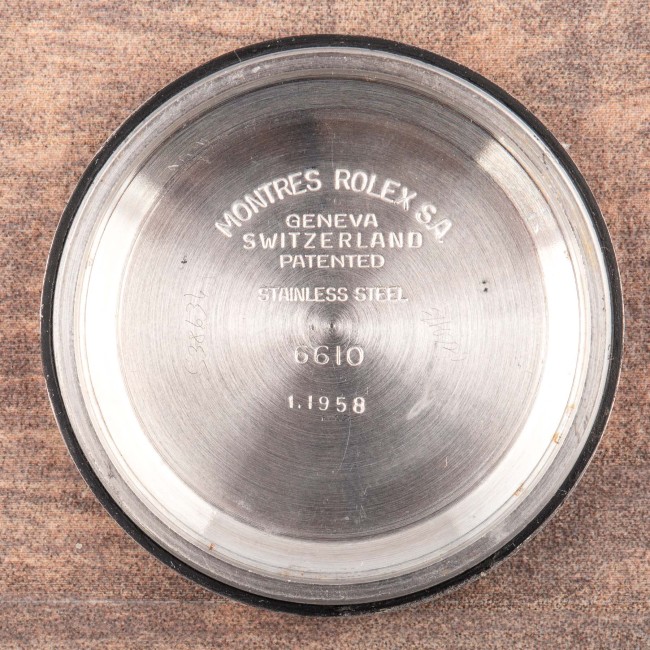 MONTRES ROLEX S.A.
GENEVA
SWITZERLAND
PATENTED
STAINLESS STEEL
6610
1.1958